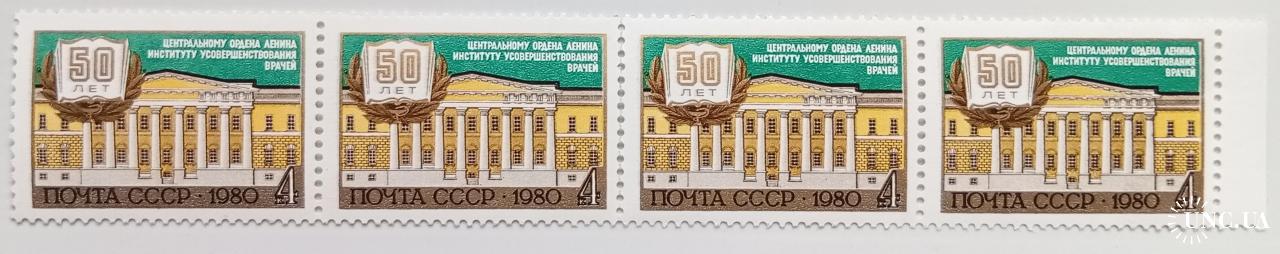 50
ЛЕТ
ЦЕНТРАЛЬНОМУ ОРДЕНА ЛЕНИНА
ИНСТИТУТУ УСОВЕРШЕНСТВОВАНИЯ
ВРАЧЕЙ
ПОЧТА СССР · 1980 4
50
ЛЕТ
ЦЕНТРАЛЬНОМУ ОРДЕНА ЛЕНИНА
ИНСТИТУТУ УСОВЕРШЕНСТВОВАНИЯ
ВРАЧЕЙ
ПОЧТА СССР · 1980 4
50
ЛЕТ
ЦЕНТРАЛЬНОМУ ОРДЕНА ЛЕНИНА
ИНСТИТУТУ УСОВЕРШЕНСТВОВАНИЯ
ВРАЧЕЙ
ПОЧТА СССР · 1980 4
50
ЛЕТ
ЦЕНТРАЛЬНОМУ ОРДЕНА ЛЕНИНА
ИНСТИТУТУ УСОВЕРШЕНСТВОВАНИЯ
ВРАЧЕЙ
ПОЧТА СССР · 1980 4
UNC.UA